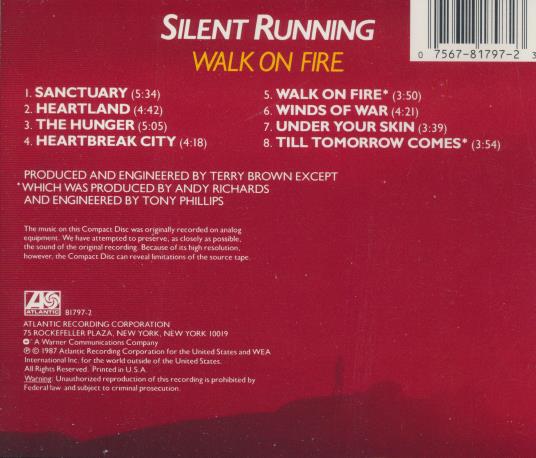 SILENT RUNNING
WALK ON FIRE
0 7567-81797-2 3
1. SANCTUARY (5:34)
2. HEARTLAND (4:42)
3. THE HUNGER (5:05)
4. HEARTBREAK CITY (4:18)
5. WALK ON FIRE* (3:50)
6. WINDS OF WAR (4:21)
7. UNDER YOUR SKIN (3:39)
8. TILL TOMORROW COMES* (3:54)
PRODUCED AND ENGINEERED BY TERRY BROWN EXCEPT
*WHICH WAS PRODUCED BY ANDY RICHARDS
AND ENGINEERED BY TONY PHILLIPS
The music on this Compact Disc was originally recorded on analog
equipment. We have attempted to preserve, as closely as possible,
the sound of the original recording. Because of its high resolution,
however, the Compact Disc can reveal limitations of the source tape.
ATLANTIC 81797-2
ATLANTIC RECORDING CORPORATION
75 ROCKEFELLER PLAZA, NEW YORK, NEW YORK 10019
A Warner Communications Company
℗ © 1987 Atlantic Recording Corporation for the United States and WEA
International Inc. for the world outside of the United States.
All Rights Reserved. Printed in U.S.A.
Warning: Unauthorized reproduction of this recording is prohibited by
Federal law and subject to criminal prosecution.